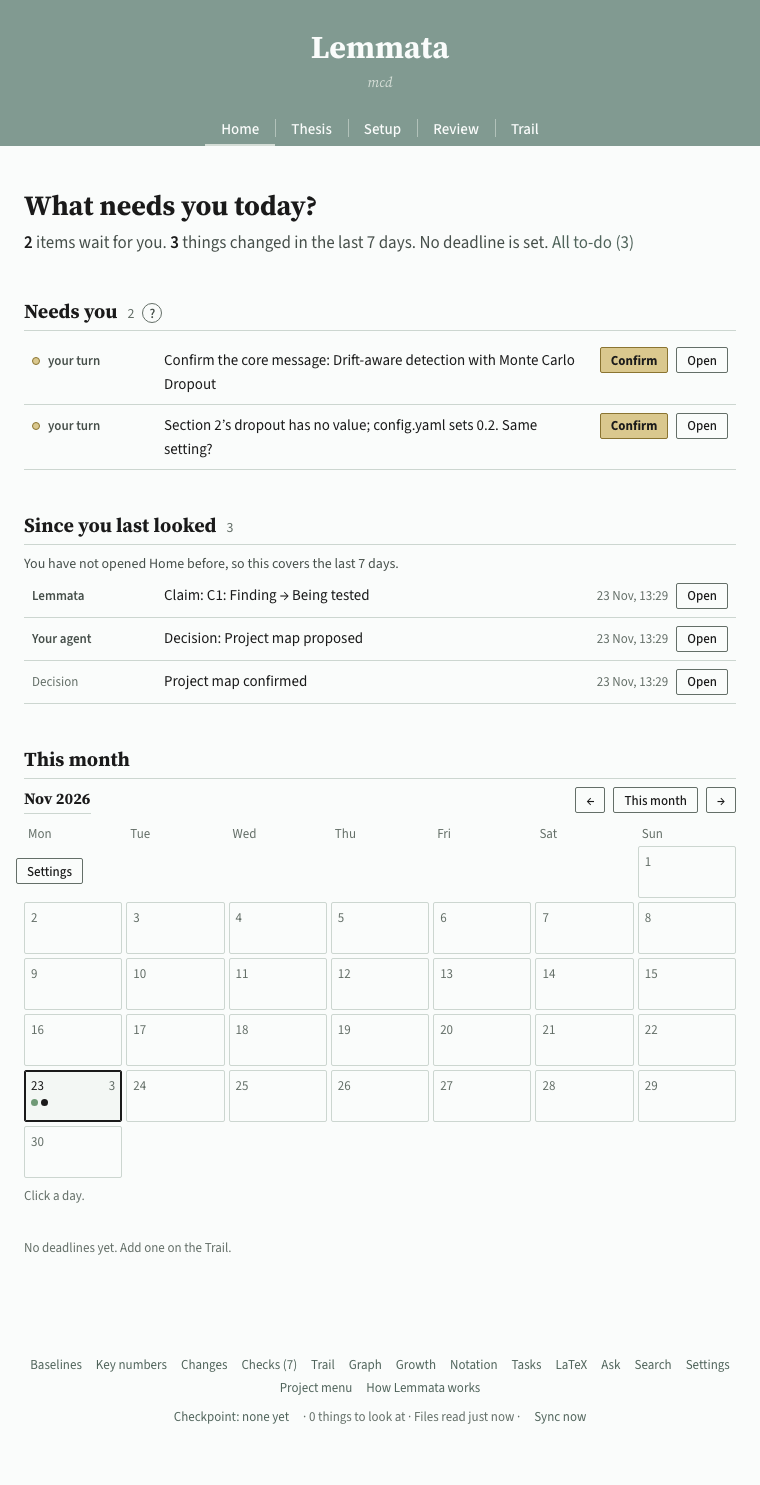 Lemmata
mcd
Home Thesis Setup Review Trail
What needs you today?
2 items wait for you. 3 things changed in the last 7 days. No deadline is set. All to-do (3)
Needs you 2 ?
your turn Confirm the core message: Drift-aware detection with Monte Carlo Confirm Open
Dropout
your turn Section 2’s dropout has no value; config.yaml sets 0.2. Same Confirm Open
setting?
Since you last looked 3
You have not opened Home before, so this covers the last 7 days.
Lemmata Claim: C1: Finding → Being tested 23 Nov, 13:29 Open
Your agent Decision: Project map proposed 23 Nov, 13:29 Open
Decision Project map confirmed 23 Nov, 13:29 Open
This month
Nov 2026 ← This month →
Mon Tue Wed Thu Fri Sat Sun
Settings 1
2 3 4 5 6 7 8
9 10 11 12 13 14 15
16 17 18 19 20 21 22
23 3 24 25 26 27 28 29
30
Click a day.
No deadlines yet. Add one on the Trail.
Baselines Key numbers Changes Checks (7) Trail Graph Growth Notation Tasks LaTeX Ask Search Settings
Project menu How Lemmata works
Checkpoint: none yet · 0 things to look at · Files read just now · Sync now